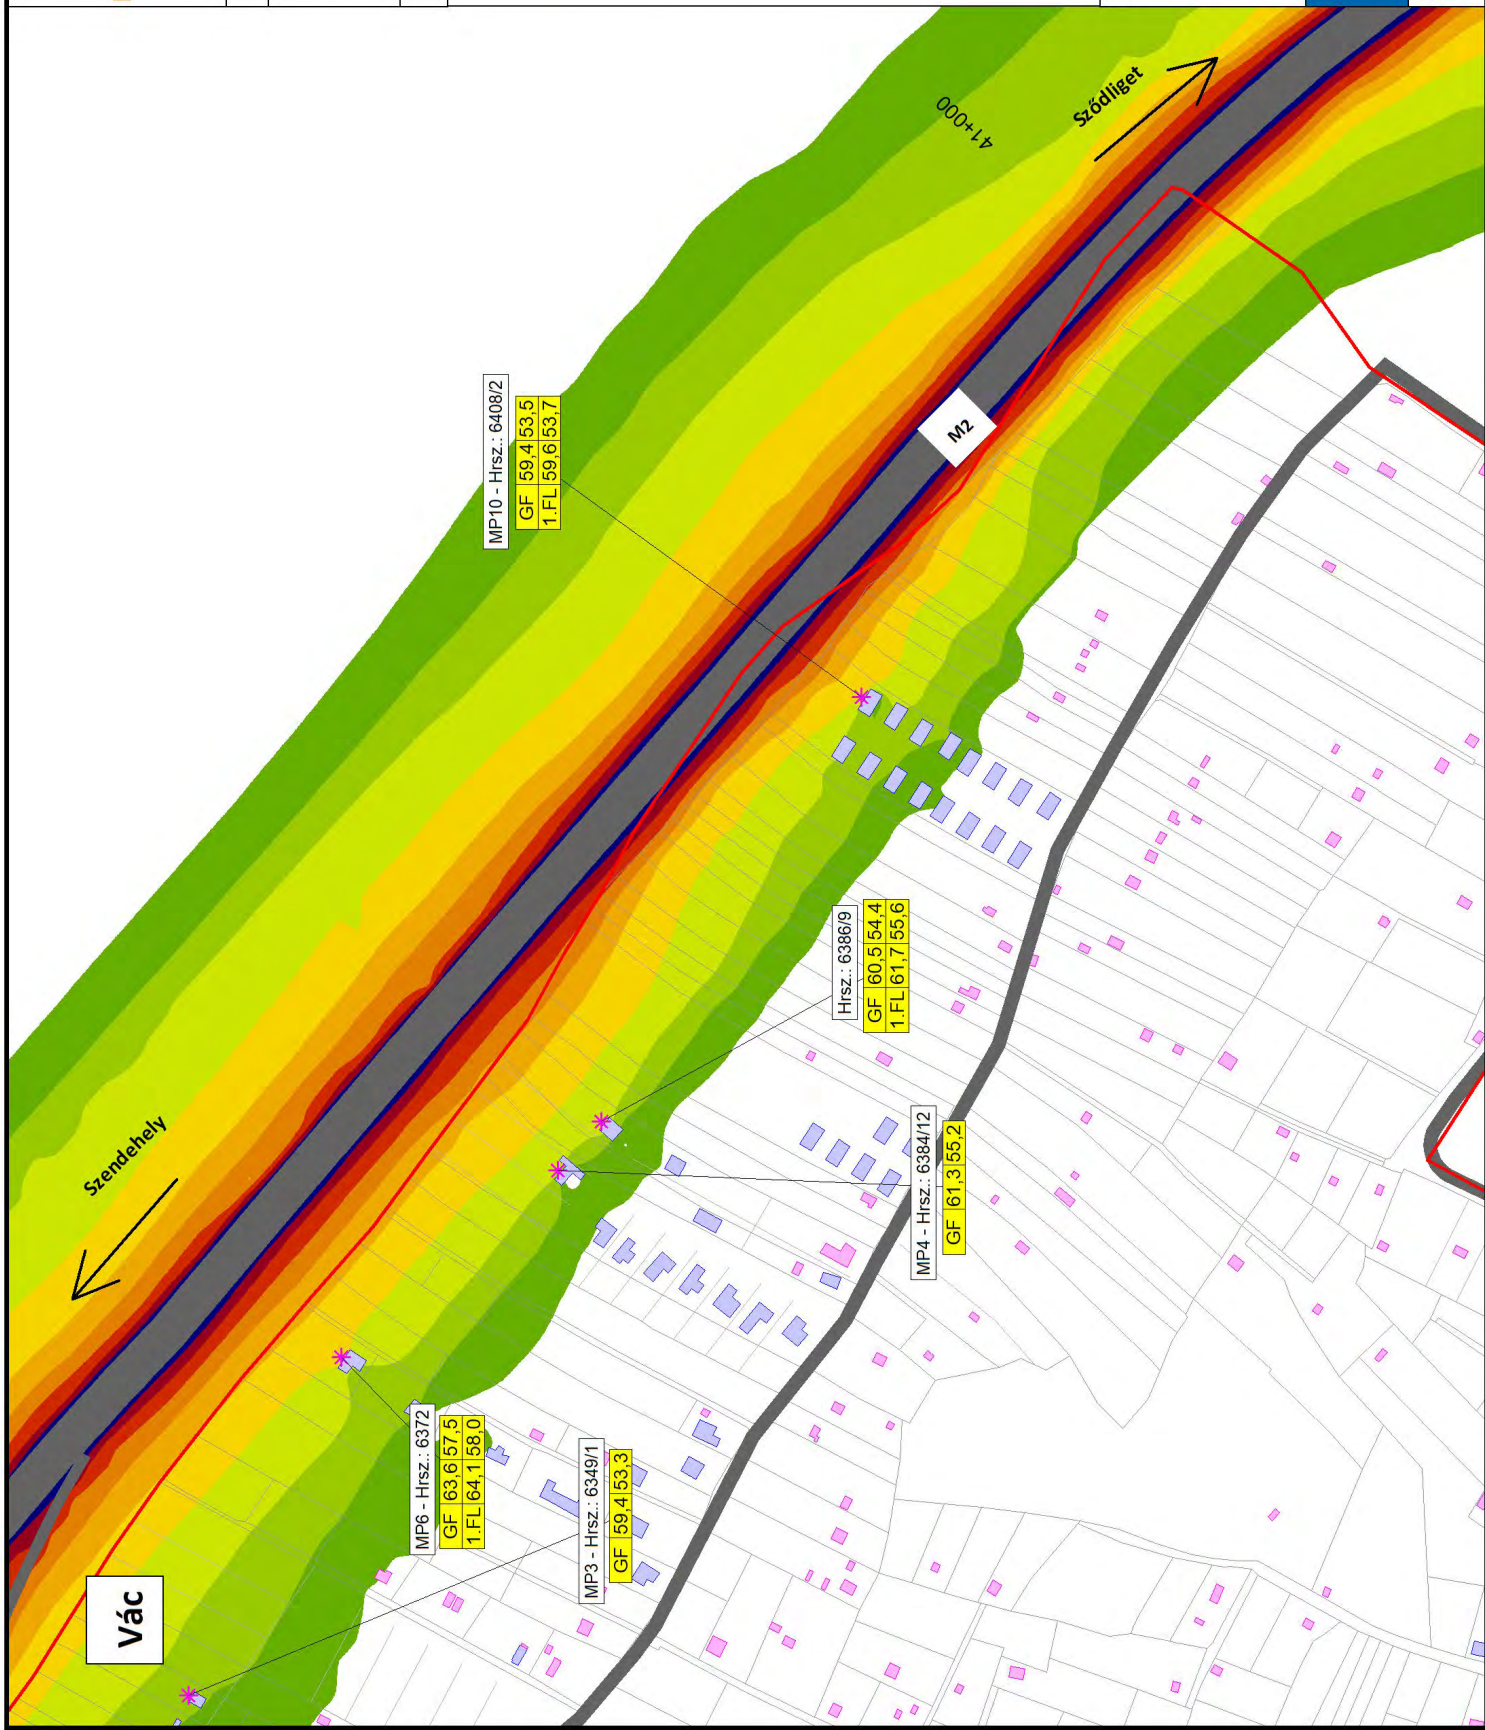 41+000
Sződliget
MP10 - Hrsz.: 6408/2
GF 59,4 53,5
1.FL 59,6 53,7
M2
Hrsz.: 6386/9
GF 60,5 54,4
1.FL 61,7 55,6
Szendehely
MP4 - Hrsz.: 6384/12
GF 61,3 55,2
MP6 - Hrsz.: 6372
GF 63,6 57,5
1.FL 64,1 58,0
MP3 - Hrsz.: 6349/1
GF 59,4 53,3
Vác